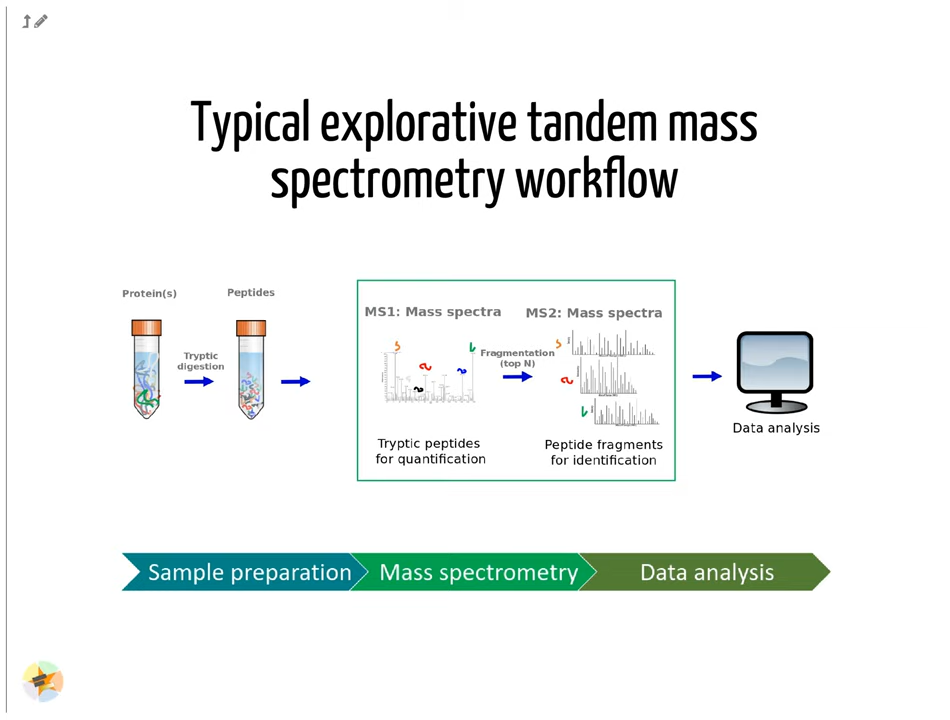 Typical explorative tandem mass
spectrometry workflow
Protein(s)
Peptides
Tryptic
digestion
MS1: Mass spectra
MS2: Mass spectra
Fragmentation
(top N)
Tryptic peptides
for quantification
Peptide fragments
for identification
Data analysis
Sample preparation
Mass spectrometry
Data analysis